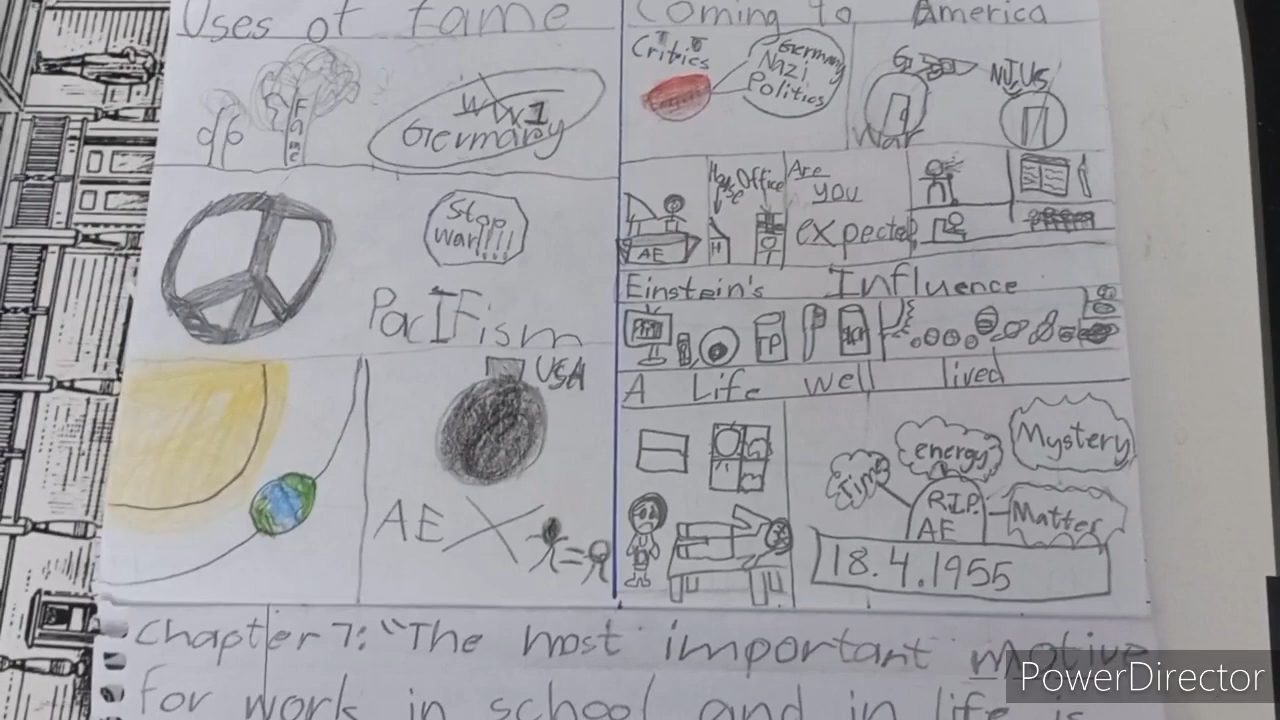 Uses of fame
Fame
WW1
Germany
Stop
war!!!!
PacIFism
USA
AE
Coming to America
Critics
Germany
Nazi
Politics
G
War
NJ, US
House Office
H
AE
Are
you
expected
Einstein's Influence
FP
A Life well lived
Time
energy
Mystery
Matter
R.I.P.
AE
18.4.1955
Chapter 7: "The most important motive
for work in school and in life is
PowerDirector